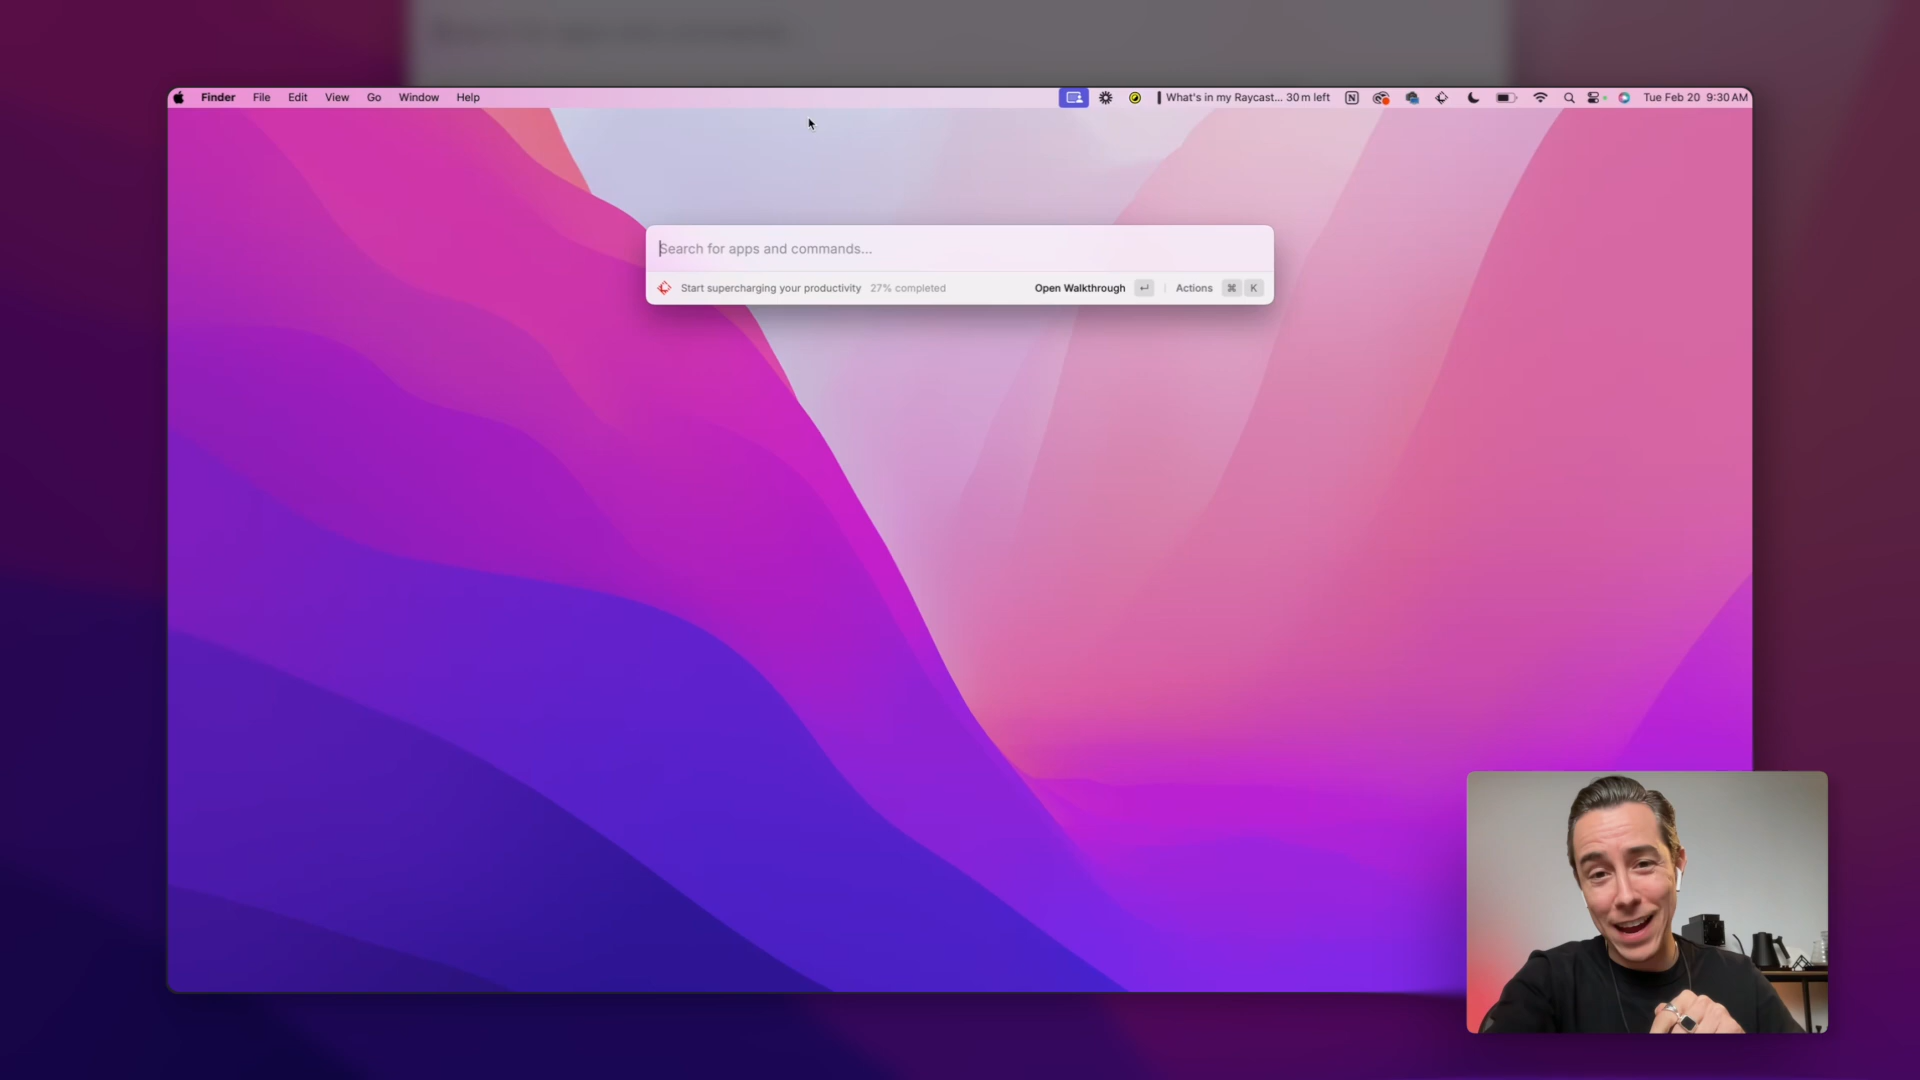 Finder File Edit View Go Window Help What's in my Raycast... 30 m left N Tue Feb 20 9:30 AM
Search for apps and commands...
Start supercharging your productivity 27% completed Open Walkthrough ↵ Actions ⌘ K